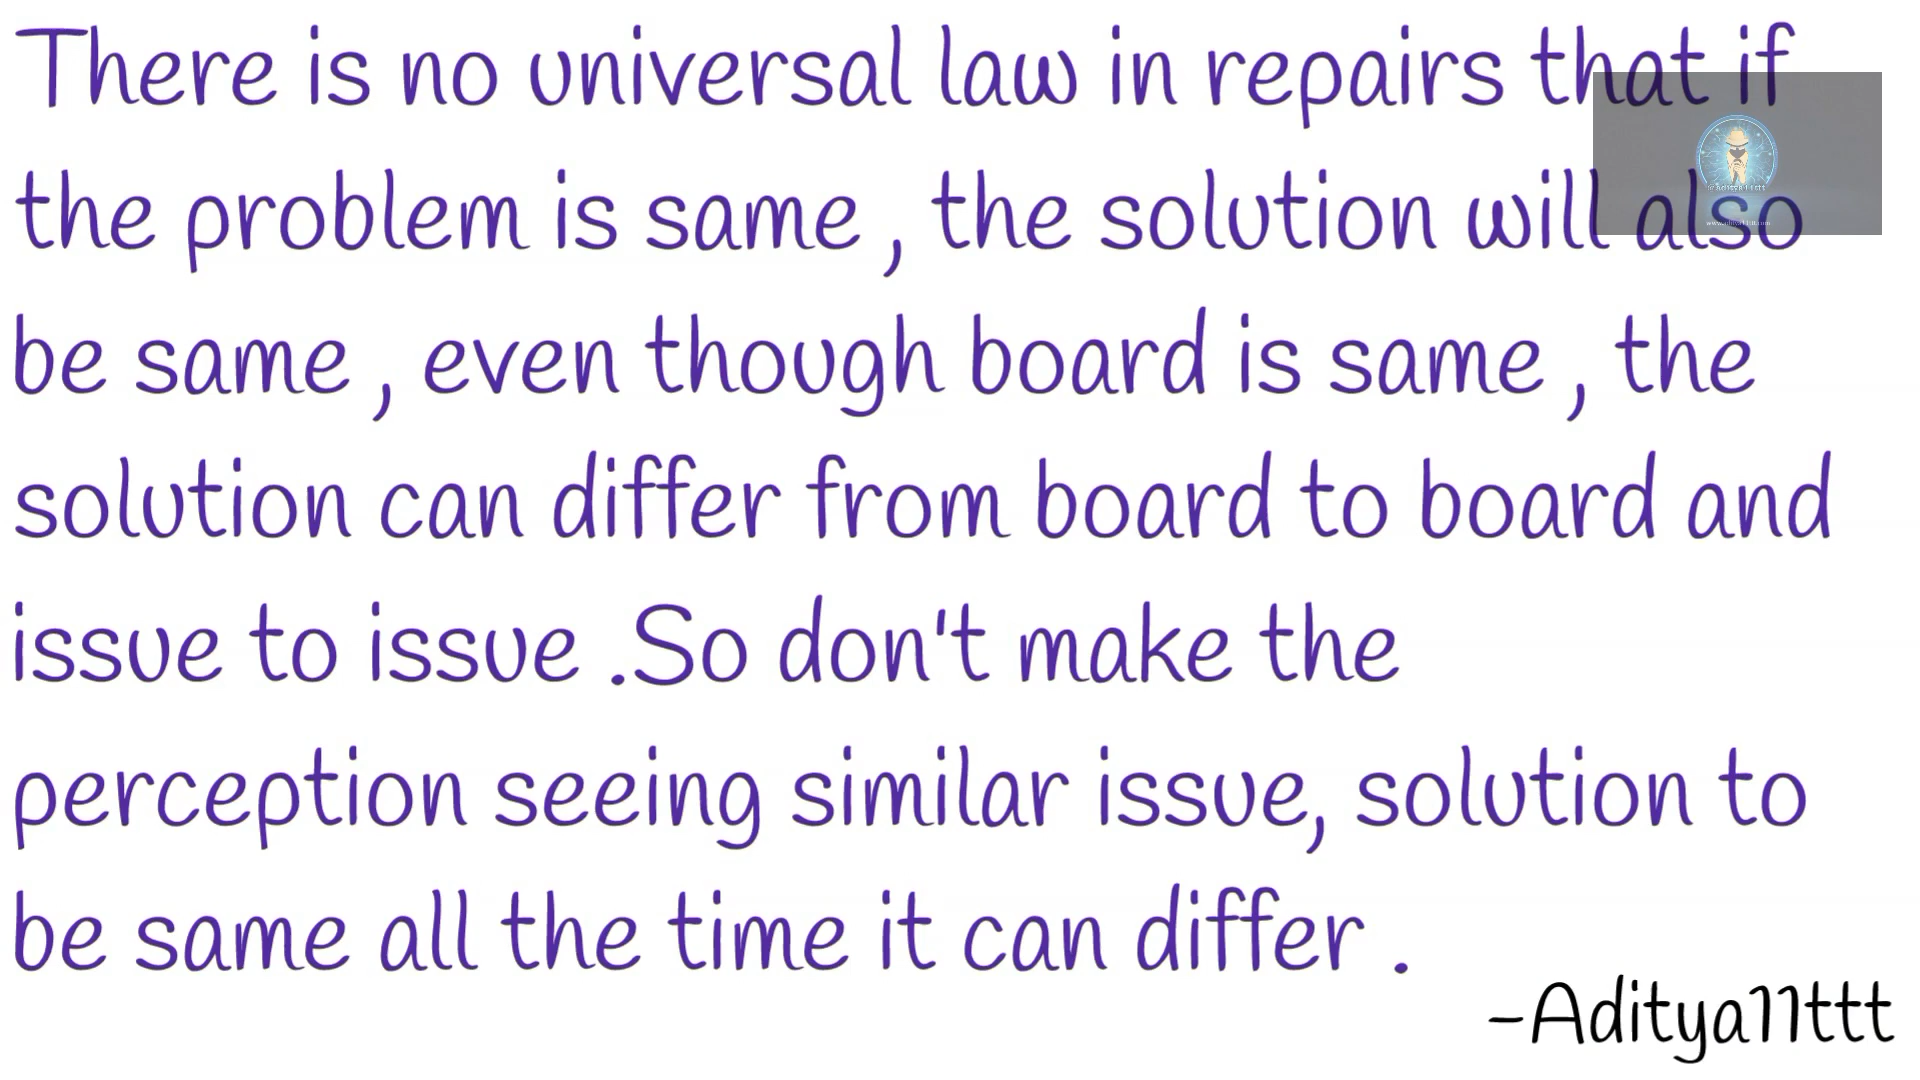 There is no universal law in repairs that if
the problem is same , the solution will also
be same , even though board is same , the
solution can differ from board to board and
issue to issue .So don't make the
perception seeing similar issue, solution to
be same all the time it can differ .
-Aditya11ttt
@Aditya11ttt